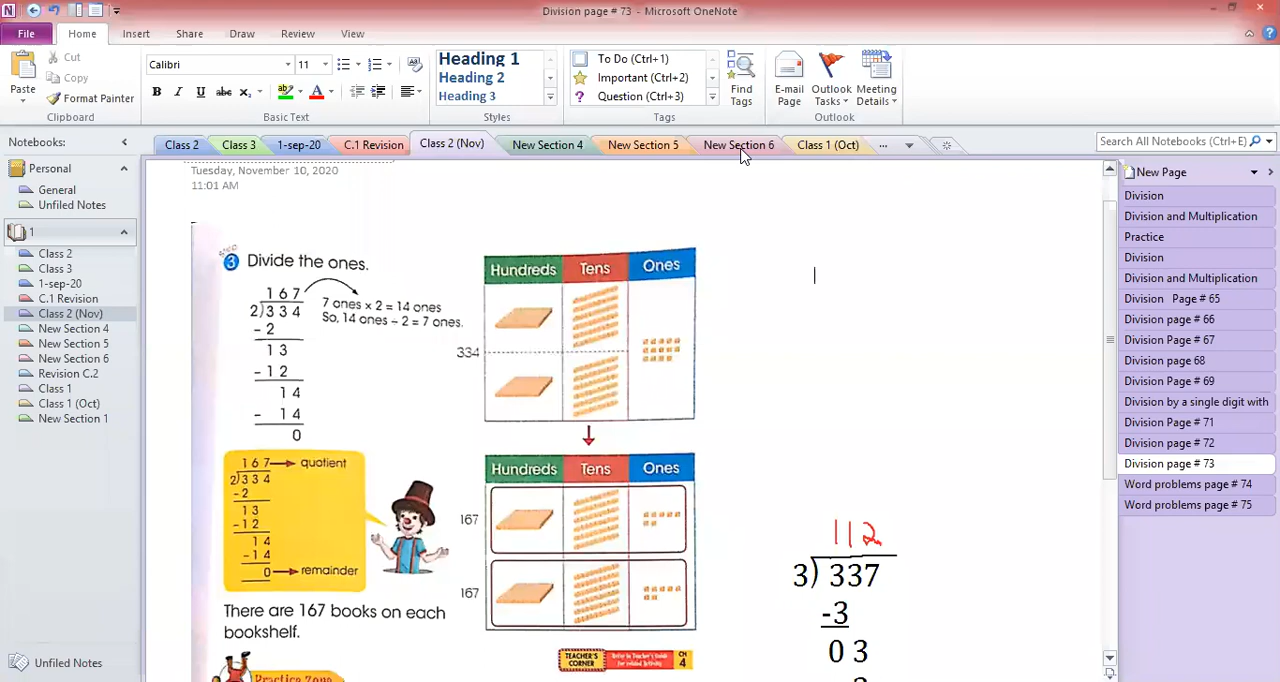 Division page # 73 - Microsoft OneNote
File Home Insert Share Draw Review View
Paste
Cut
Copy
Format Painter
Clipboard
Calibri 11
B I U abc X₂ A
Basic Text
Heading 1
Heading 2
Heading 3
Styles
To Do (Ctrl+1)
Important (Ctrl+2)
Question (Ctrl+3)
Tags
Find
Tags
E-mail
Page
Outlook
Tasks
Meeting
Details
Outlook
Notebooks:
Class 2 Class 3 1-sep-20 C.1 Revision Class 2 (Nov) New Section 4 New Section 5 New Section 6 Class 1 (Oct) ...
Search All Notebooks (Ctrl+E)
Personal
General
Unfiled Notes
1
Class 2
Class 3
1-sep-20
C.1 Revision
Class 2 (Nov)
New Section 4
New Section 5
New Section 6
Revision C.2
Class 1
Class 1 (Oct)
New Section 1
Unfiled Notes
Tuesday, November 10, 2020
11:01 AM
3 Divide the ones.
167
2)334
-2
13
-12
14
- 14
0
7 ones × 2 = 14 ones
So, 14 ones ÷ 2 = 7 ones.
Hundreds Tens Ones
334
Hundreds Tens Ones
167
167
167 quotient
2)334
-2
13
-12
14
-14
0 remainder
There are 167 books on each
bookshelf.
TEACHER'S
CORNER
Refer to Teacher's Guide
for related Activity
CH
4
Practice Zone
112
3)337
-3
03
New Page
Division
Division and Multiplication
Practice
Division
Division and Multiplication
Division Page # 65
Division page # 66
Division Page # 67
Division page 68
Division Page # 69
Division by a single digit with
Division Page # 71
Division page # 72
Division page # 73
Word problems page # 74
Word problems page # 75